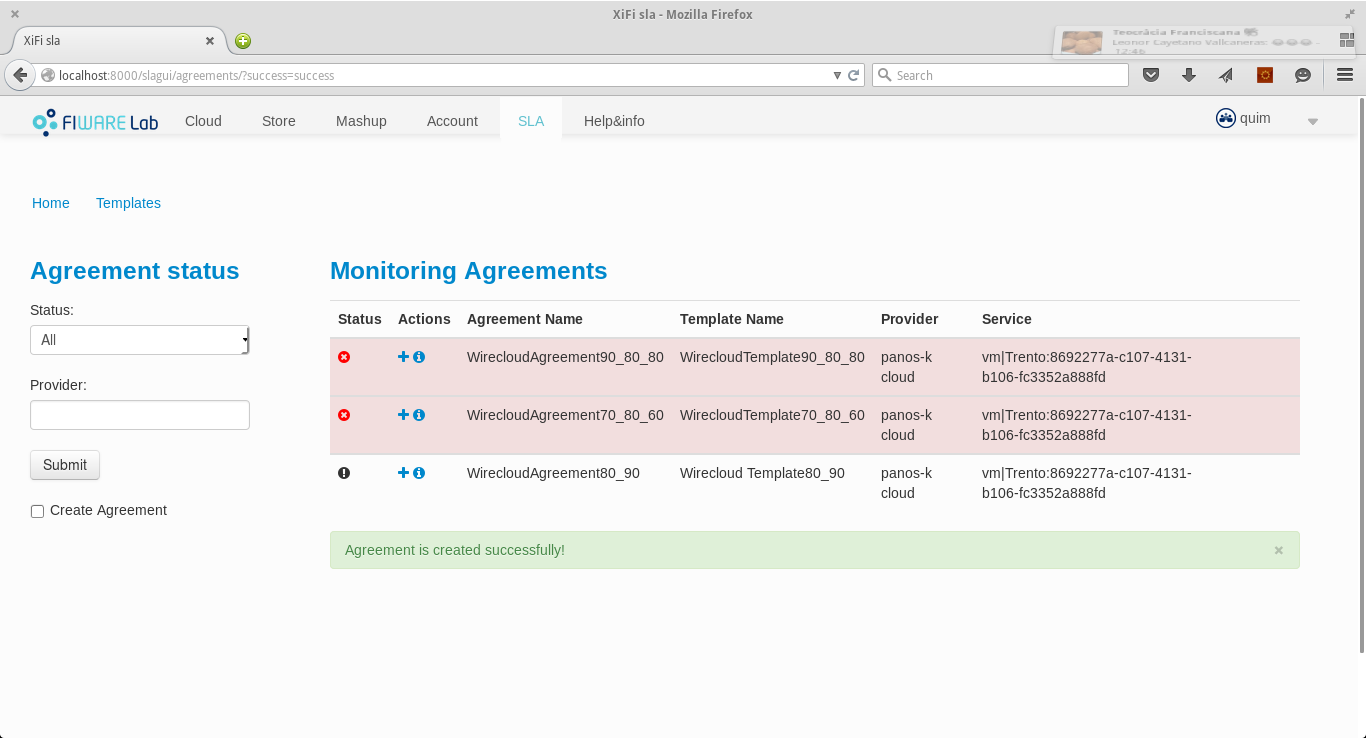 XiFi sla - Mozilla Firefox
XiFi sla
Teocràcia Franciscana
Leonor Cayetano Vallcaneras:
12:46
localhost:8000/slagui/agreements/?success=success
Search
FIWARE Lab
Cloud
Store
Mashup
Account
SLA
Help&info
quim
Home
Templates
Agreement status
Status:
All
Provider:
Submit
Create Agreement
Monitoring Agreements
Status Actions Agreement Name Template Name Provider Service
WirecloudAgreement90_80_80 WirecloudTemplate90_80_80 panos-k vm|Trento:8692277a-c107-4131-
cloud b106-fc3352a888fd
WirecloudAgreement70_80_60 WirecloudTemplate70_80_60 panos-k vm|Trento:8692277a-c107-4131-
cloud b106-fc3352a888fd
WirecloudAgreement80_90 Wirecloud Template80_90 panos-k vm|Trento:8692277a-c107-4131-
cloud b106-fc3352a888fd
Agreement is created successfully!
×